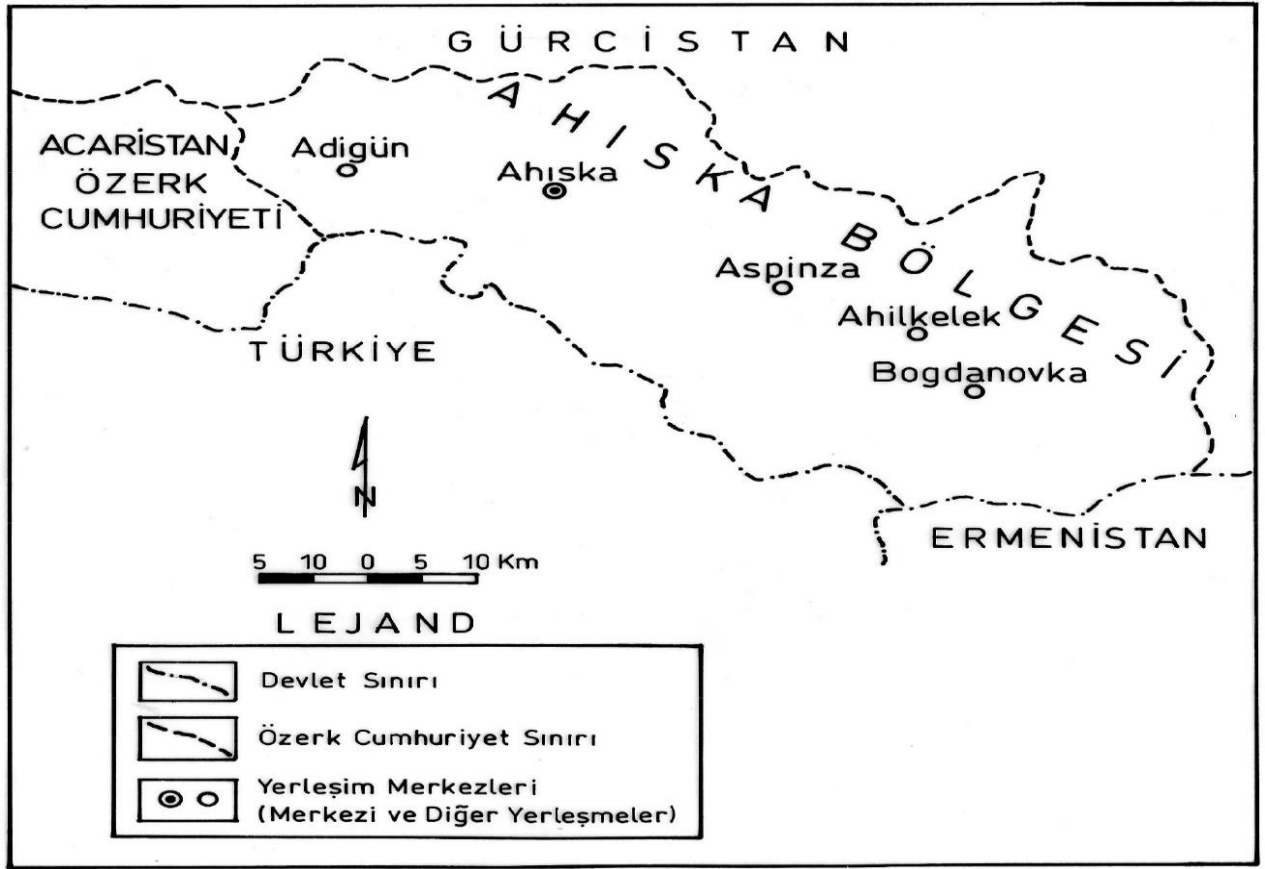 GÜRCİSTAN
AHISKA BÖLGESİ
ACARİSTAN
ÖZERK
CUMHURİYETİ
Adigün
Ahıska
Aspinza
Ahilkelek
Bogdanovka
TÜRKİYE
ERMENİSTAN
N
5 10 0 5 10 Km
LEJAND
Devlet Sınırı
Özerk Cumhuriyet Sınırı
Yerleşim Merkezleri
(Merkezi ve Diğer Yerleşmeler)